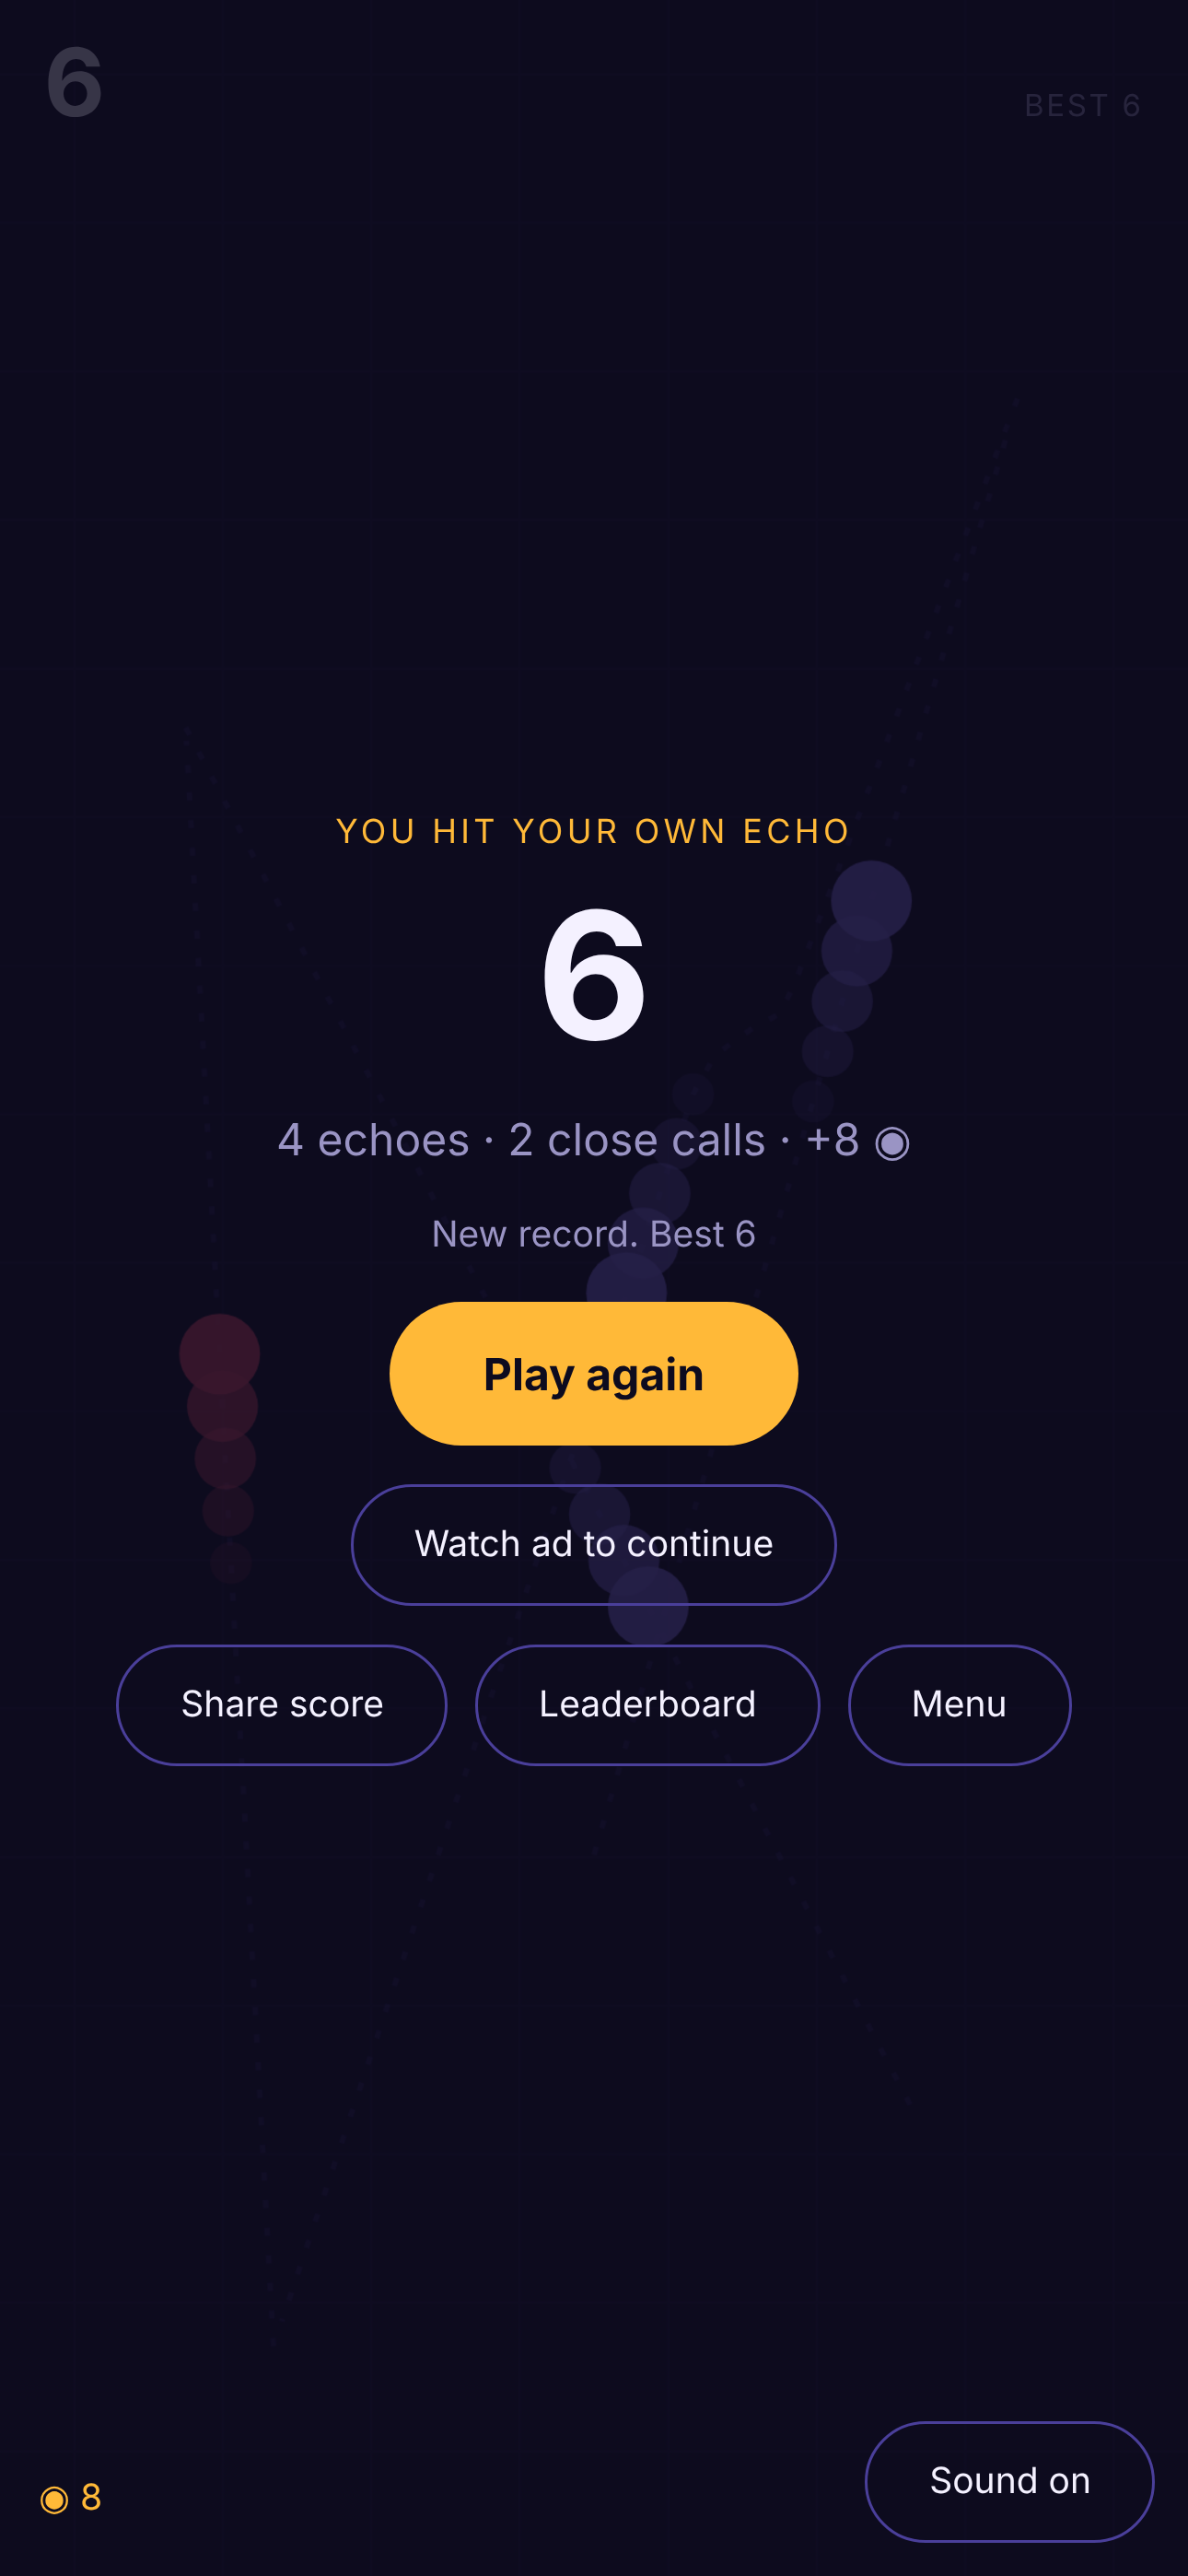 6
BEST 6
YOU HIT YOUR OWN ECHO
6
4 echoes · 2 close calls · +8 ◉
New record. Best 6
Play again
Watch ad to continue
Share score
Leaderboard
Menu
Sound on
◉ 8